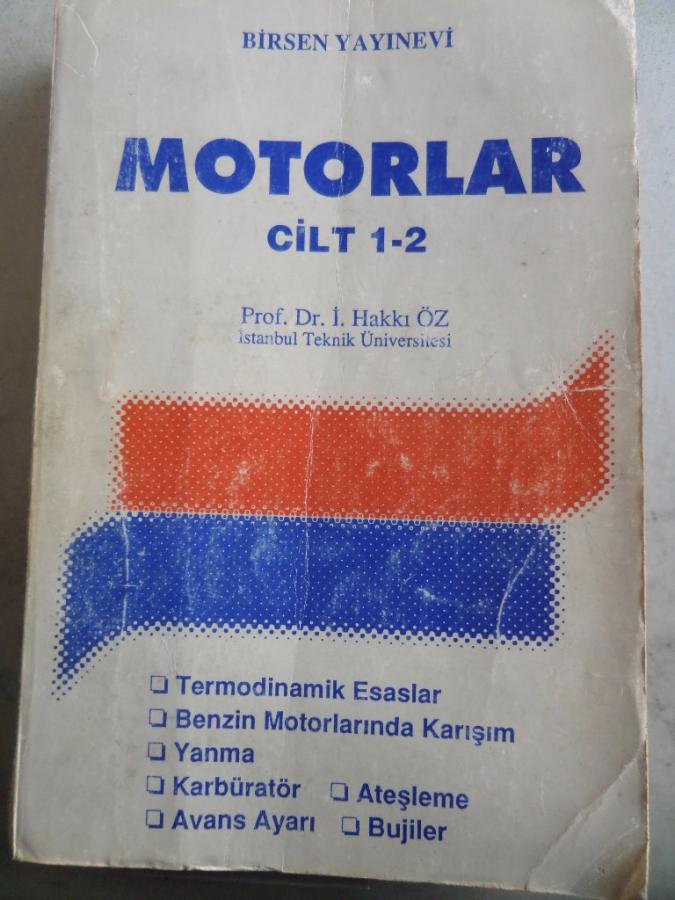 BİRSEN YAYINEVİ
MOTORLAR
CİLT 1-2
Prof. Dr. İ. Hakkı ÖZ
İstanbul Teknik Üniversitesi
❑ Termodinamik Esaslar
❑ Benzin Motorlarında Karışım
❑ Yanma
❑ Karbüratör ❑ Ateşleme
❑ Avans Ayarı ❑ Bujiler